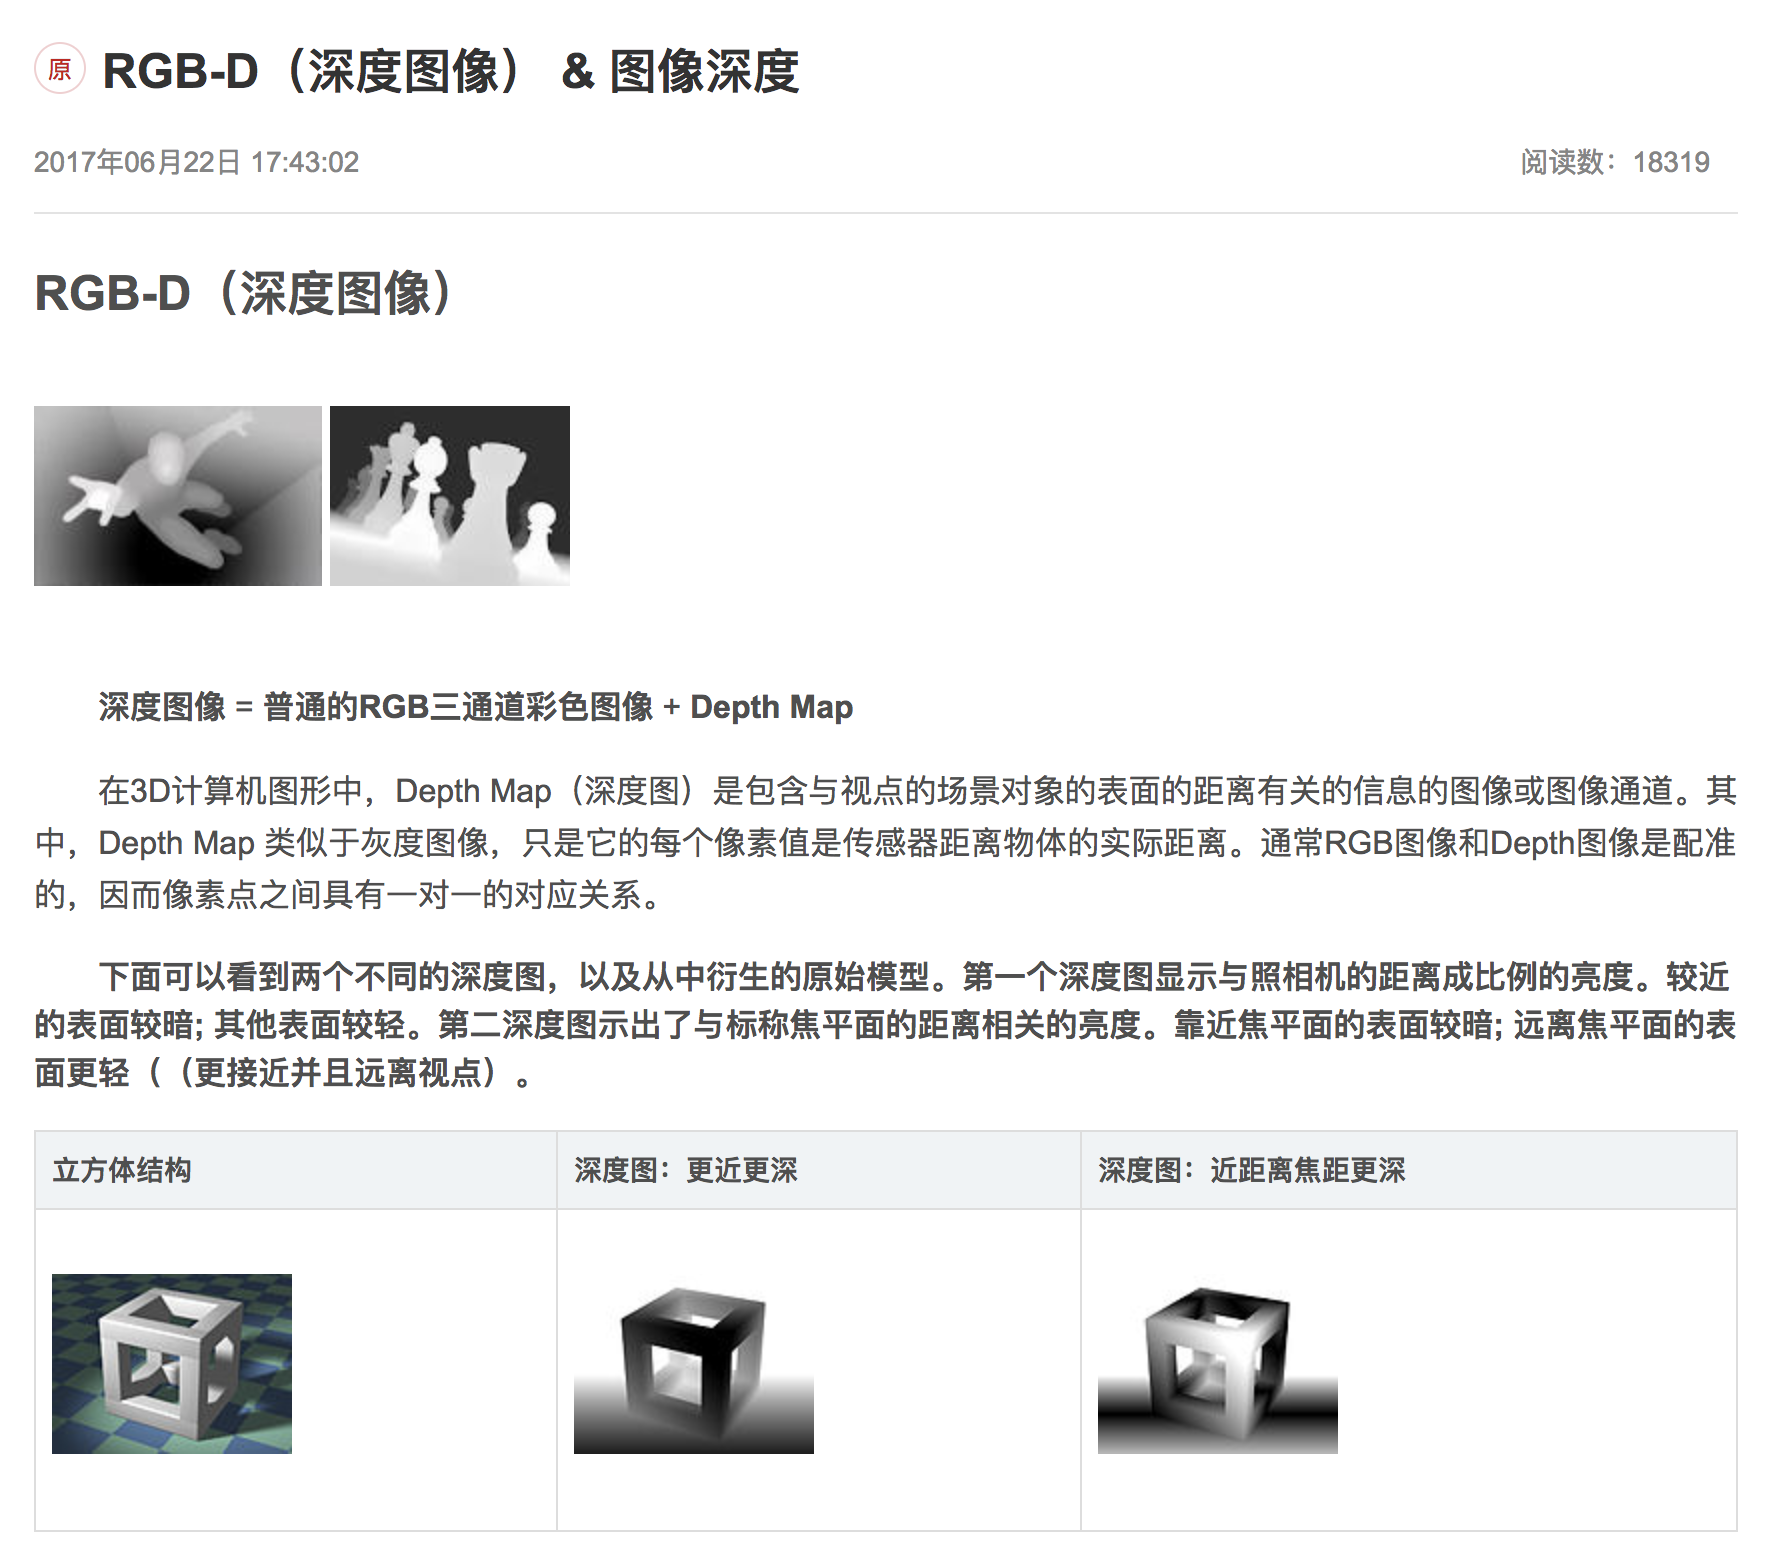 原 RGB-D（深度图像） & 图像深度
2017年06月22日 17:43:02 阅读数：18319
RGB-D（深度图像）
深度图像 = 普通的RGB三通道彩色图像 + Depth Map
在3D计算机图形中，Depth Map（深度图）是包含与视点的场景对象的表面的距离有关的信息的图像或图像通道。其
中，Depth Map 类似于灰度图像，只是它的每个像素值是传感器距离物体的实际距离。通常RGB图像和Depth图像是配准
的，因而像素点之间具有一对一的对应关系。
下面可以看到两个不同的深度图，以及从中衍生的原始模型。第一个深度图显示与照相机的距离成比例的亮度。较近
的表面较暗; 其他表面较轻。第二深度图示出了与标称焦平面的距离相关的亮度。靠近焦平面的表面较暗; 远离焦平面的表
面更轻（（更接近并且远离视点）。
立方体结构 深度图：更近更深 深度图：近距离焦距更深